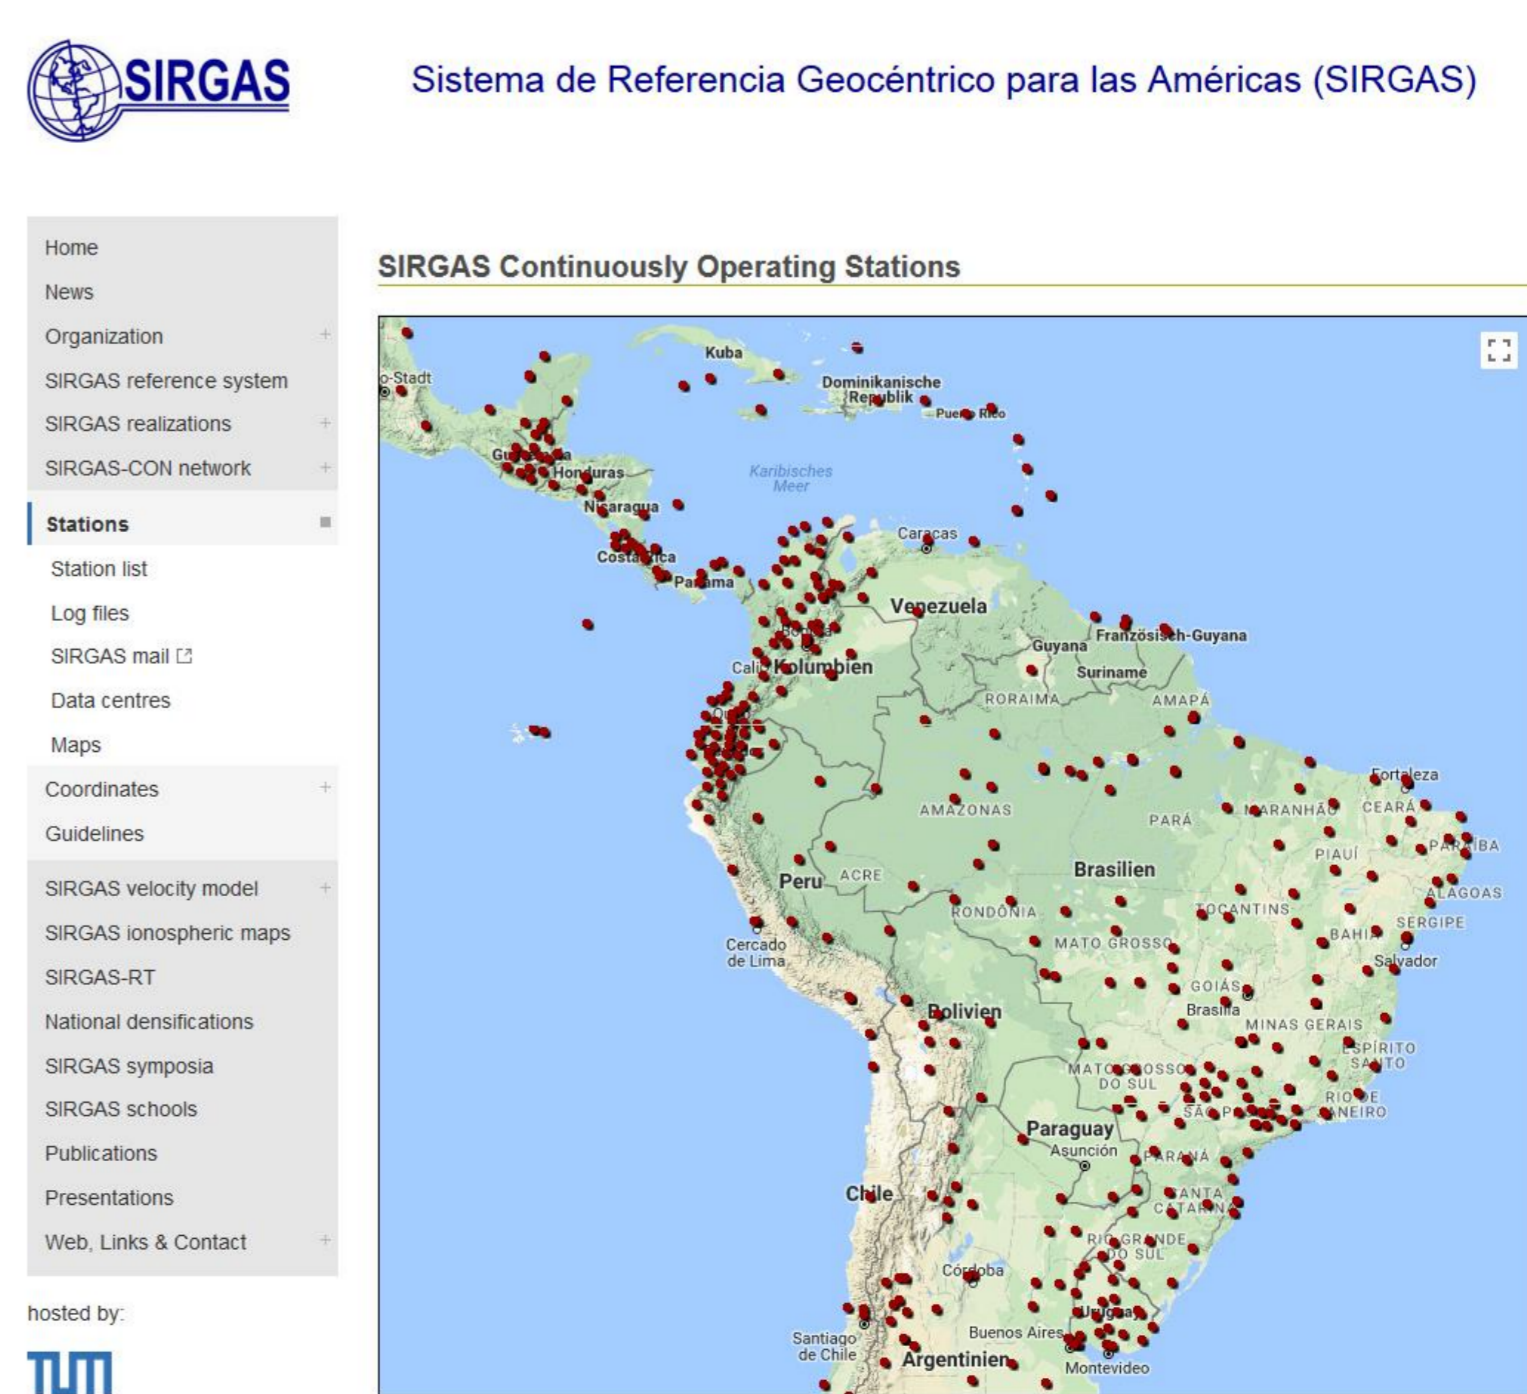 SIRGAS
Sistema de Referencia Geocéntrico para las Américas (SIRGAS)
Home
News
Organization
SIRGAS reference system
SIRGAS realizations
SIRGAS-CON network
Stations
Station list
Log files
SIRGAS mail
Data centres
Maps
Coordinates
Guidelines
SIRGAS velocity model
SIRGAS ionospheric maps
SIRGAS-RT
National densifications
SIRGAS symposia
SIRGAS schools
Publications
Presentations
Web, Links & Contact
hosted by:
TUM
SIRGAS Continuously Operating Stations
Kuba
o-Stadt
Dominikanische
Republik
Puerto Rico
Honduras
Karibisches
Meer
Nicaragua
Caracas
Costa Rica
Panama
Venezuela
Französisch-Guyana
Guyana
Cali
Kolumbien
Suriname
RORAIMA
AMAPÁ
Fortaleza
AMAZONAS
MARANHÃO
CEARÁ
PARÁ
PARAÍBA
PIAUÍ
Brasilien
Peru
ACRE
ALAGOAS
RONDÔNIA
TOCANTINS
SERGIPE
Cercado
de Lima
MATO GROSSO
BAHIA
Salvador
GOIÁS
Bolivien
Brasília
MINAS GERAIS
ESPÍRITO
SANTO
MATO GROSSO
DO SUL
RIO DE
JANEIRO
SÃO P
Paraguay
Asunción
PARANÁ
Chile
SANTA
CATARINA
RIO GRANDE
DO SUL
Córdoba
Uruguay
Santiago
de Chile
Buenos Aires
Argentinien
Montevideo